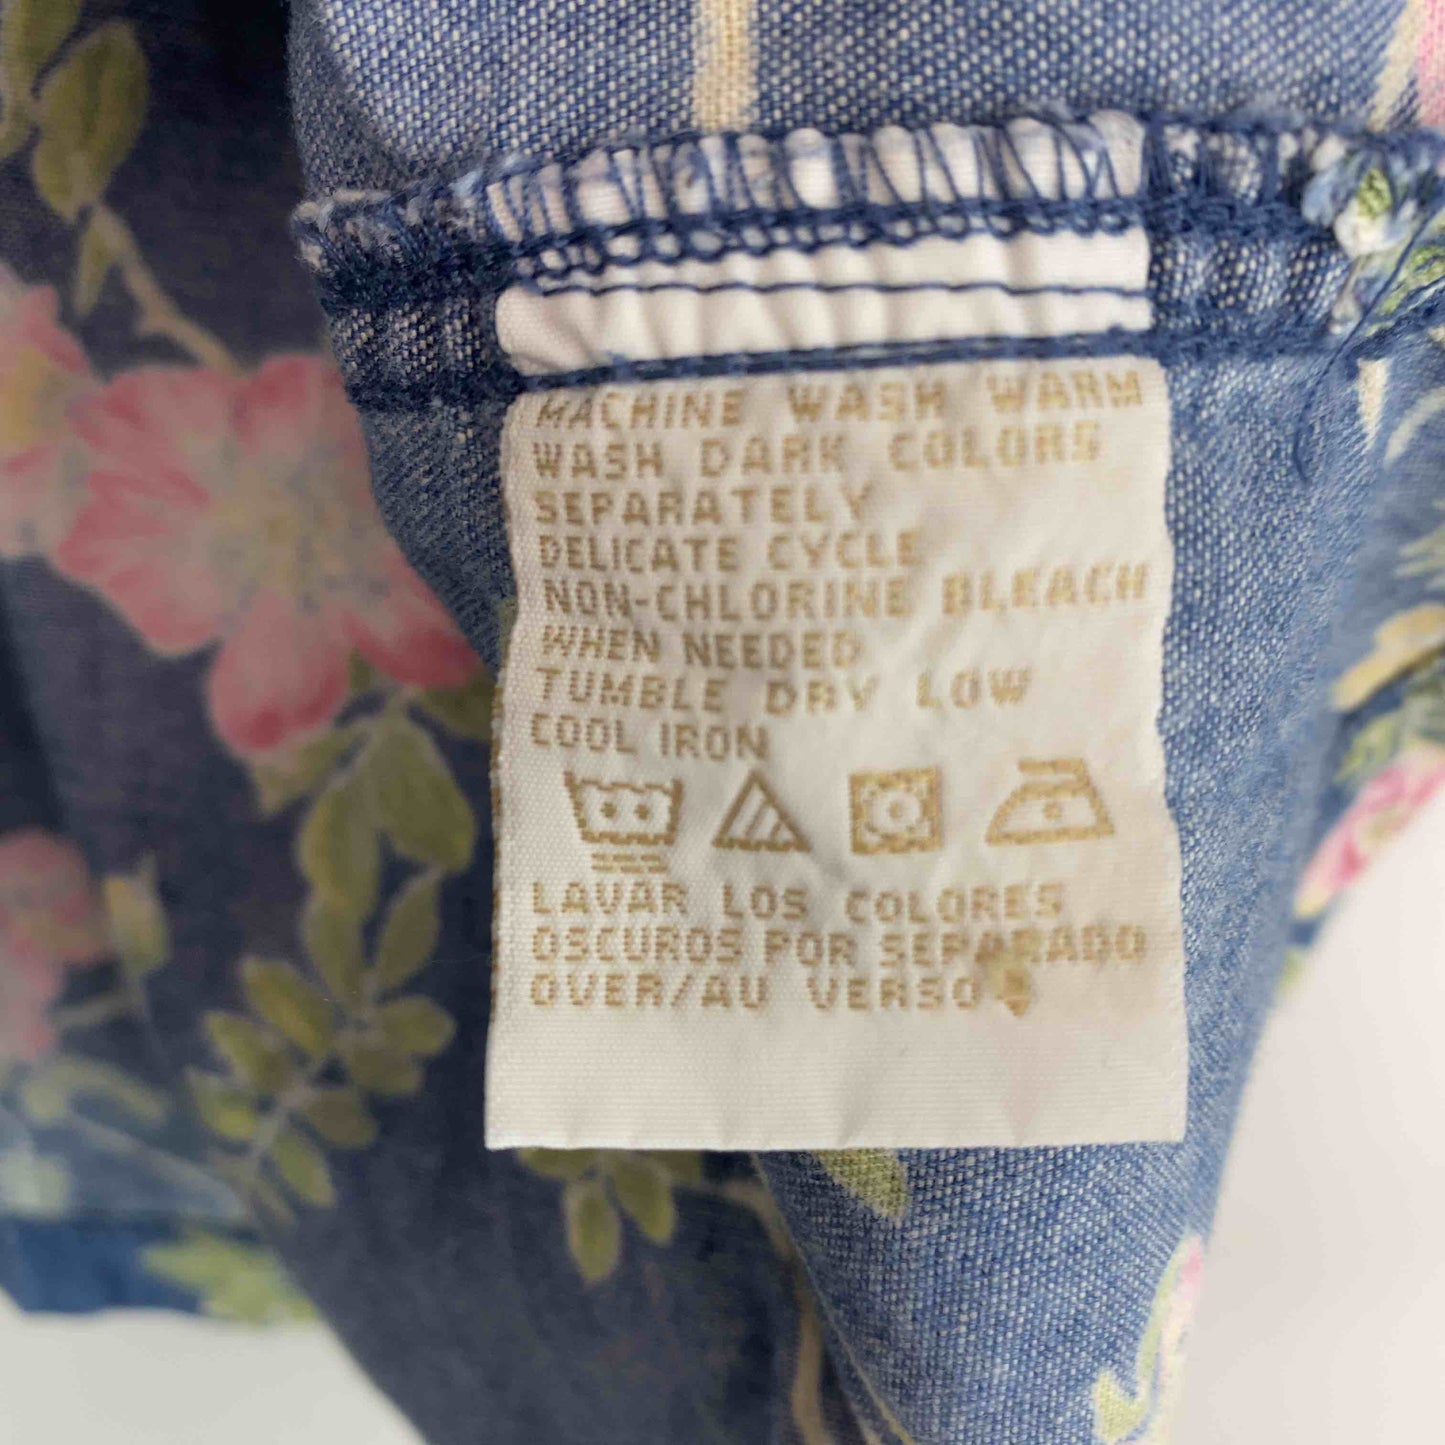 MACHINE WASH WARM
WASH DARK COLORS
SEPARATELY
DELICATE CYCLE
NON-CHLORINE BLEACH
WHEN NEEDED
TUMBLE DRY LOW
COOL IRON
LAVAR LOS COLORES
OSCUROS POR SEPARADO
OVER/AU VERSO